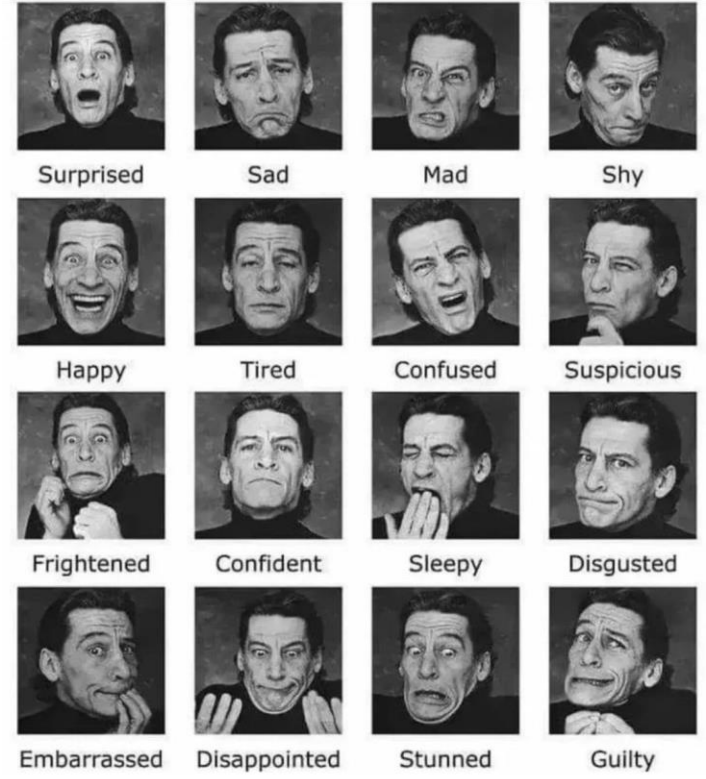 Surprised Sad Mad Shy
Happy Tired Confused Suspicious
Frightened Confident Sleepy Disgusted
Embarrassed Disappointed Stunned Guilty